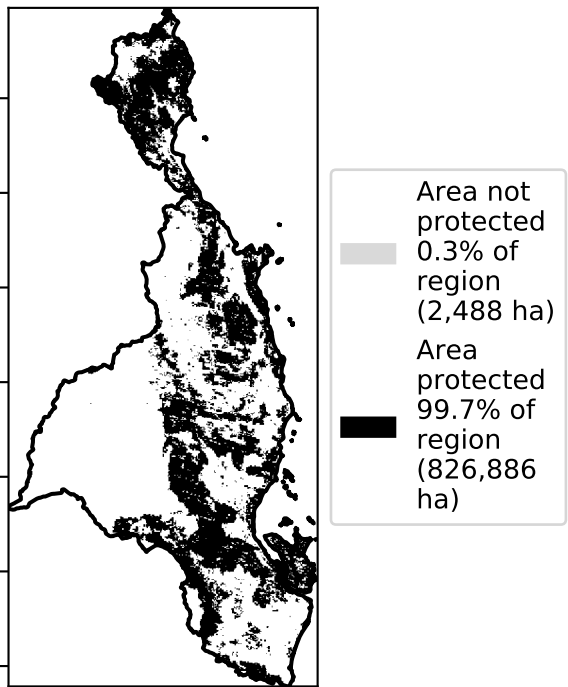 Area not
protected
0.3% of
region
(2,488 ha)
Area
protected
99.7% of
region
(826,886
ha)